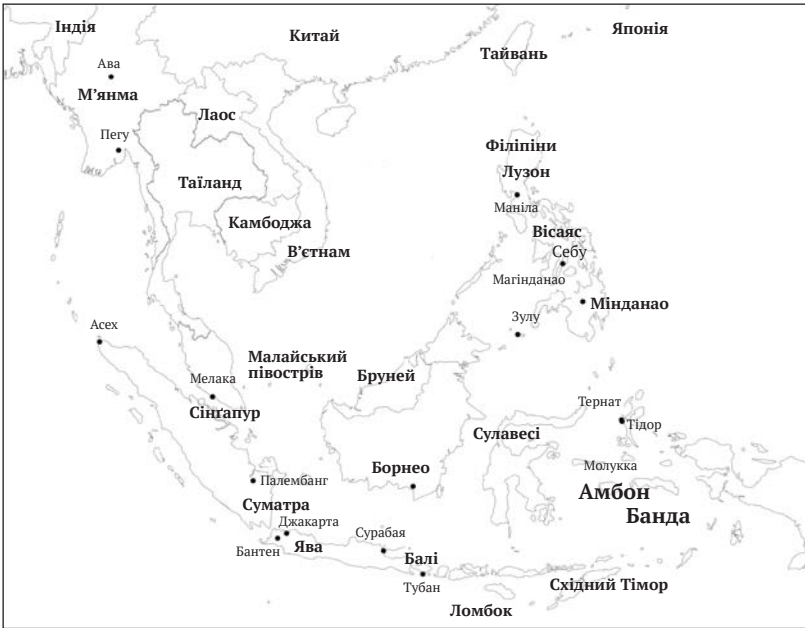 Індія
Китай
Японія
Тайвань
Ава
М’янма
Лаос
Пегу
Філіпіни
Лузон
Таїланд
Маніла
Камбоджа
Вісаяс
В’єтнам
Себу
Магінданао
Мінданао
Зулу
Асех
Малайський
півострів
Бруней
Мелака
Сінґапур
Тернат
Тідор
Сулавесі
Молукка
Борнео
Палембанг
Амбон
Суматра
Банда
Джакарта
Сурабая
Бантен
Ява
Балі
Східний Тімор
Тубан
Ломбок